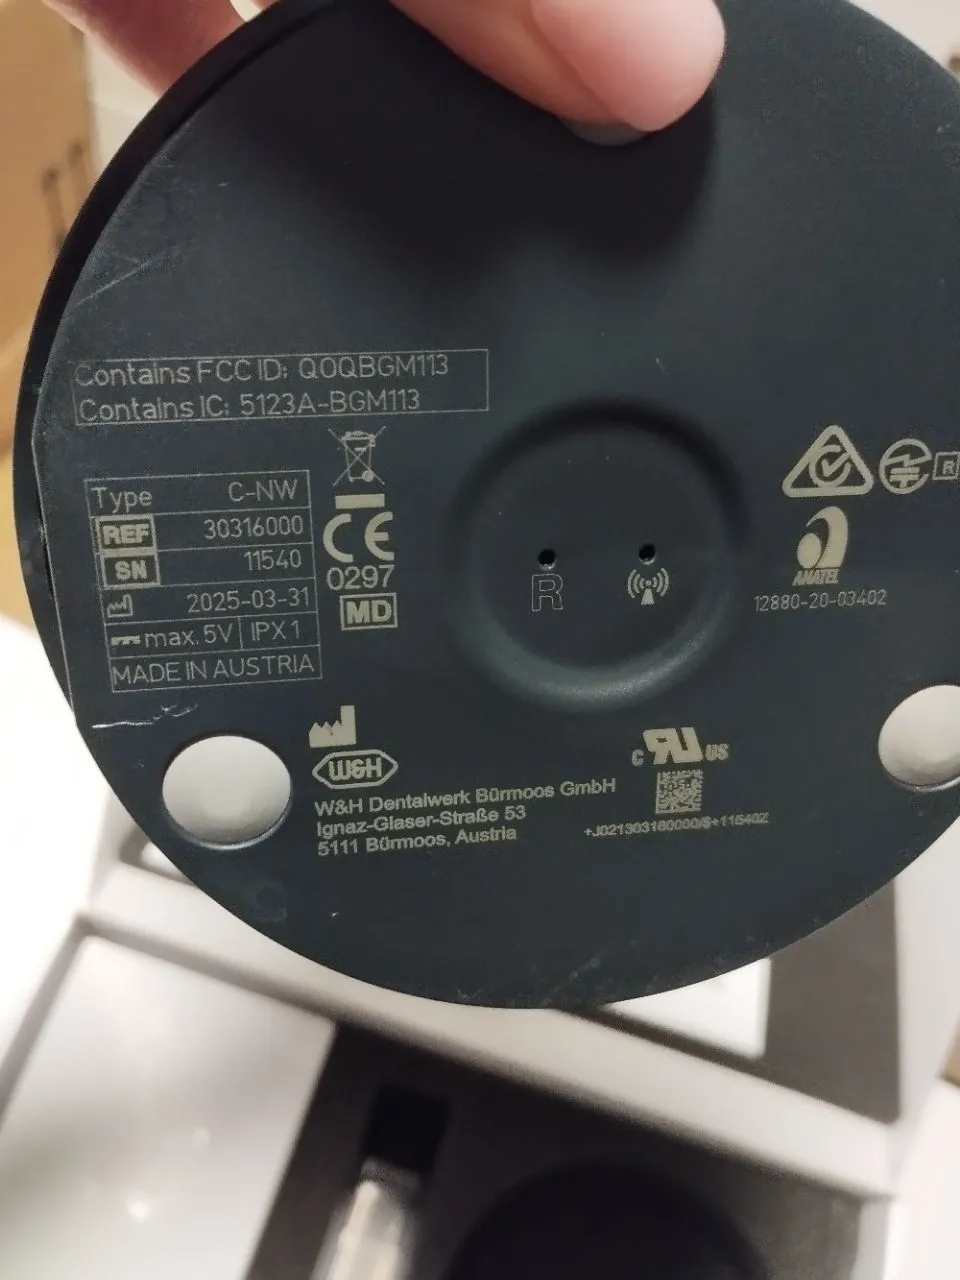 Contains FCC ID: QOQBGM113
Contains IC: 5123A-BGM113
Type C-NW
REF 30316000
SN 11540
2025-03-31
max. 5V IPX1
MADE IN AUSTRIA
CE
0297
MD
R
R
ANATEL
12880-20-03402
W&H
W&H Dentalwerk Bürmoos GmbH
Ignaz-Glaser-Straße 53
5111 Bürmoos, Austria
c RU US
+J021303160000/$+11540Z